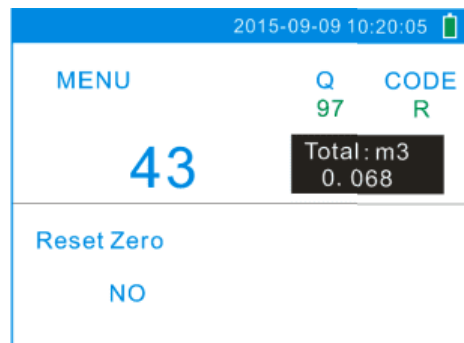 2015-09-09 10:20:05
MENU Q CODE
97 R
43 Total: m3
0. 068
Reset Zero
NO